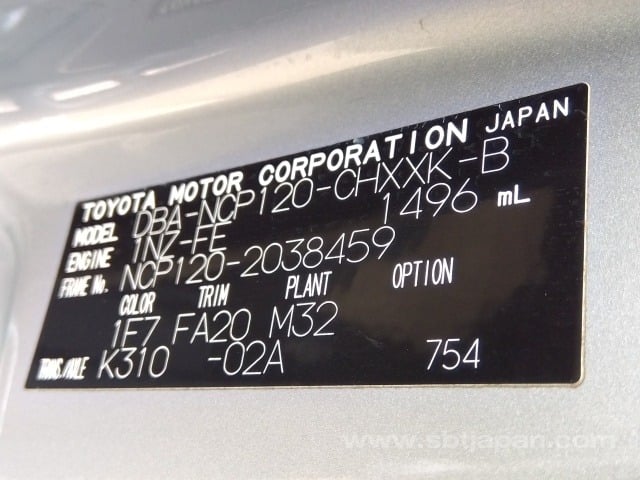 TOYOTA MOTOR CORPORATION JAPAN
MODEL DBA-NCP120-CHXXK-B
ENGINE 1NZ-FE 1496 mL
FRAME No. NCP120-2038459
COLOR TRIM PLANT OPTION
1F7 FA20 M32
TRANS./AXLE K310 -02A 754
www.sbtjapan.com